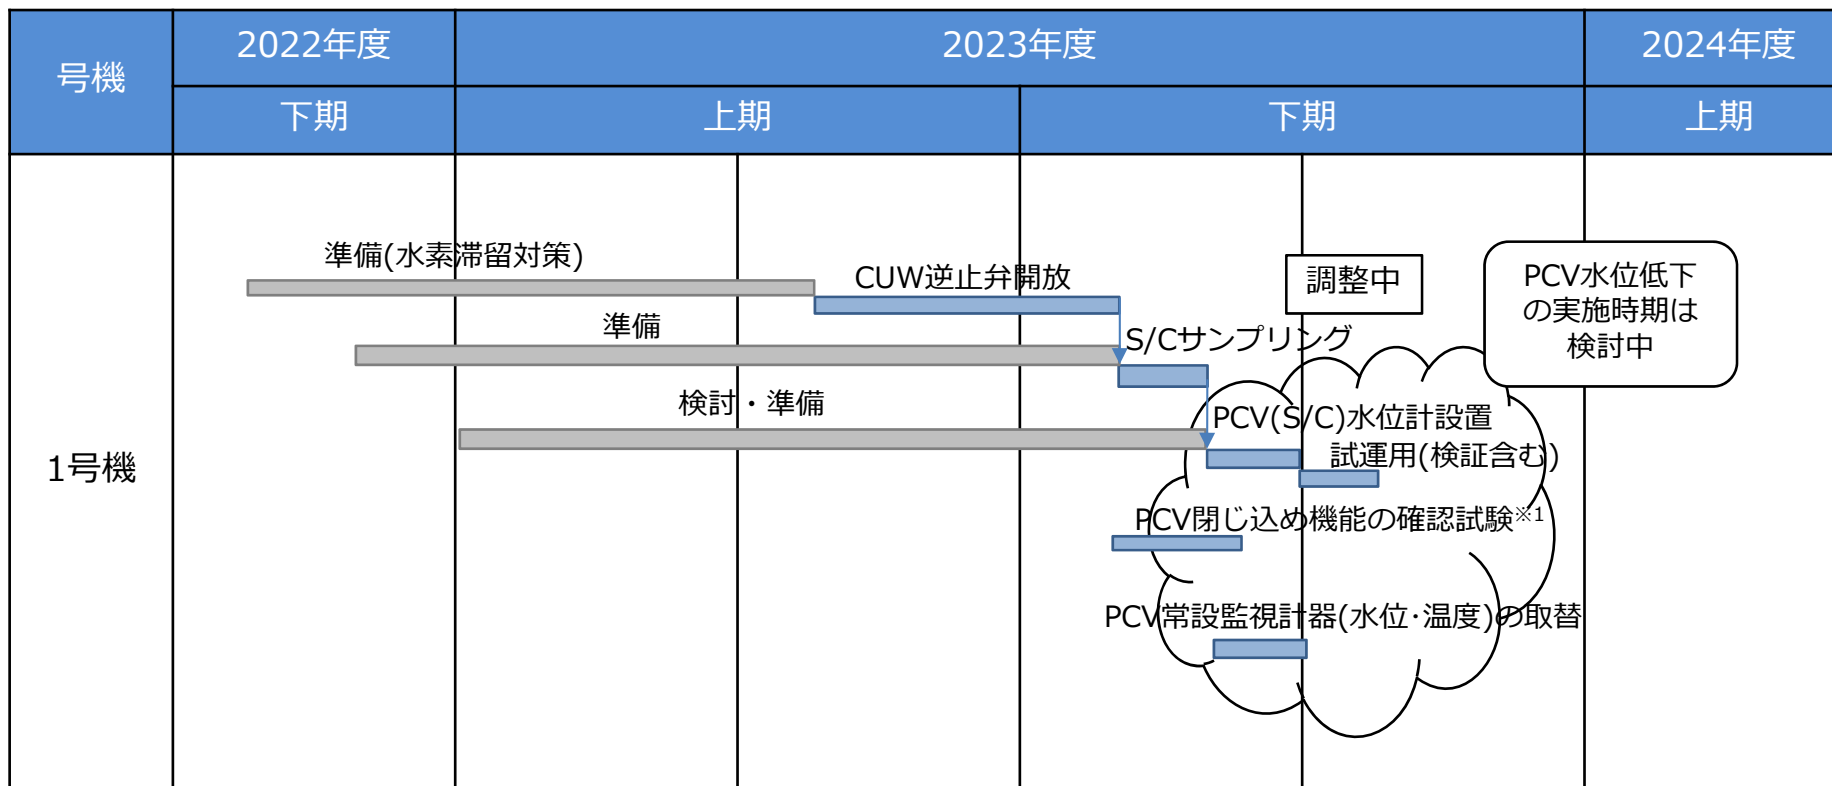 号機
2022年度
2023年度
2024年度
下期
上期
下期
上期
1号機
準備(水素滞留対策)
CUW逆止弁開放
調整中
PCV水位低下
の実施時期は
検討中
準備
S/Cサンプリング
検討・準備
PCV(S/C)水位計設置
試運用(検証含む)
PCV閉じ込め機能の確認試験※1
PCV常設監視計器(水位･温度)の取替